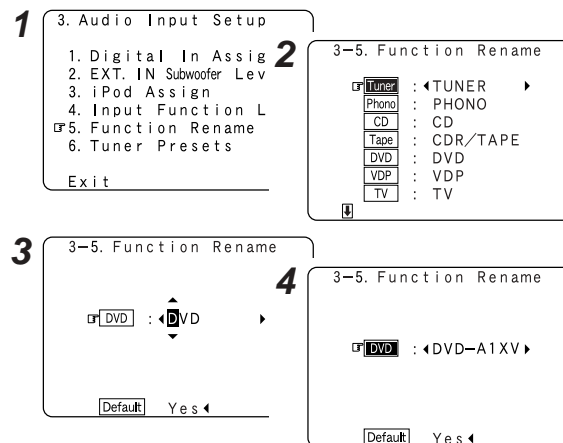 1
3. Audio Input Setup
1. Digital In Assig
2. EXT. IN Subwoofer Lev
3. iPod Assign
4. Input Function L
☞5. Function Rename
6. Tuner Presets
Exit
2
3-5. Function Rename
☞Tuner : ◀TUNER ▶
Phono : PHONO
CD : CD
Tape : CDR/TAPE
DVD : DVD
VDP : VDP
TV : TV
3
3-5. Function Rename
☞DVD : ◀DVD ▶
Default Yes◀
4
3-5. Function Rename
☞DVD : ◀DVD-A1XV▶
Default Yes◀